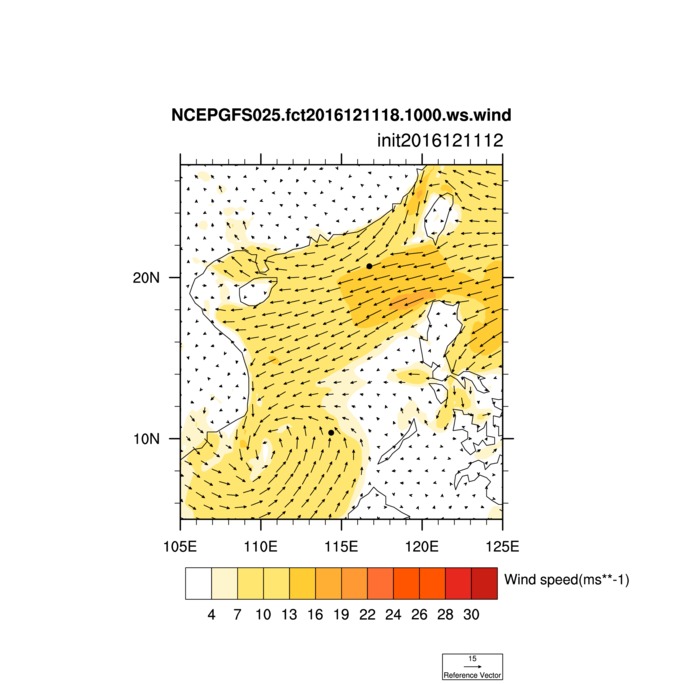 NCEPGFS025.fct2016121118.1000.ws.wind
init2016121112
20N
10N
105E 110E 115E 120E 125E
Wind speed(ms**-1)
4 7 10 13 16 19 22 24 26 28 30
15
Reference Vector